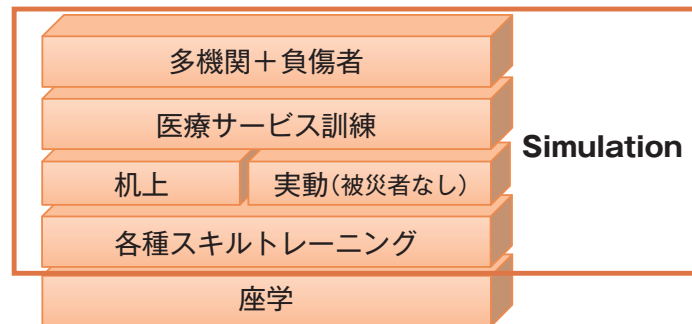 多機関＋負傷者
医療サービス訓練
Simulation
机上
実動（被災者なし）
各種スキルトレーニング
座学